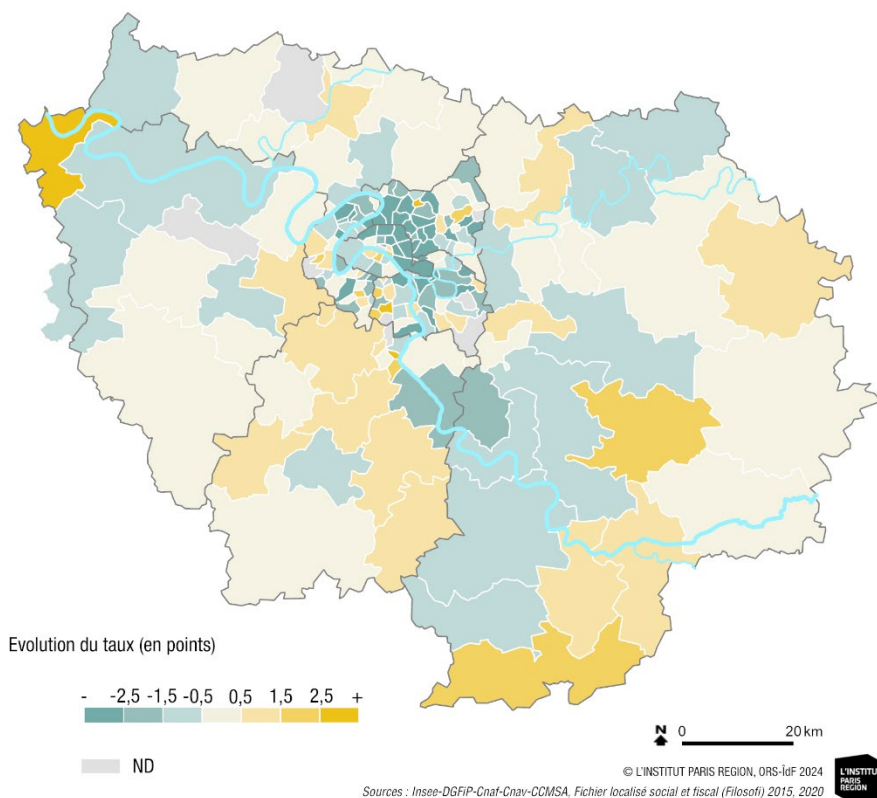 Evolution du taux (en points)
- -2,5 -1,5 -0,5 0,5 1,5 2,5 +
ND
N 0 20 km
© L'INSTITUT PARIS REGION, ORS-ÎdF 2024
L'INSTITUT
PARIS
REGION
Sources : Insee-DGFiP-Cnaf-Cnav-CCMSA, Fichier localisé social et fiscal (Filosofi) 2015, 2020